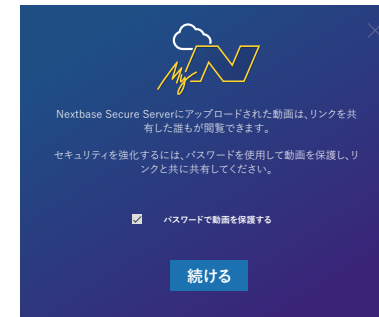 My N
Nextbase Secure Serverにアップロードされた動画は、リンクを共
有した誰もが閲覧できます。
セキュリティを強化するには、パスワードを使用して動画を保護し、リ
ンクと共に共有してください。
パスワードで動画を保護する
続ける